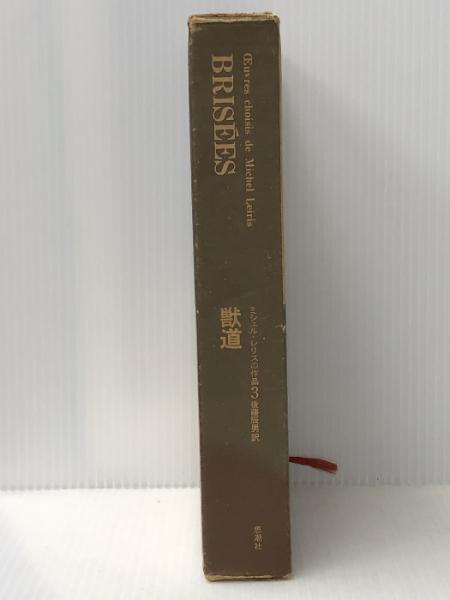 Œuvres choisis de Michel Leiris
BRISÉES
ミシェル・レリスの作品3 後藤辰男訳
獣道
思潮社